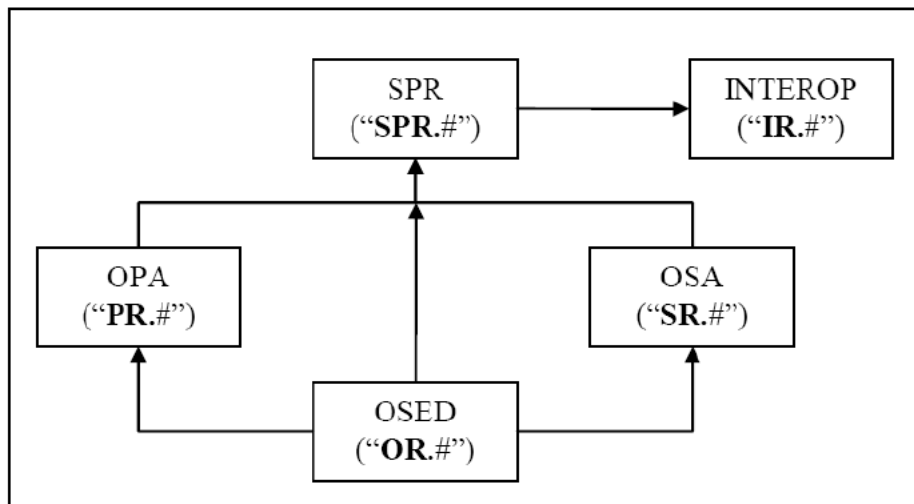 SPR
(“SPR.#”)
INTEROP
(“IR.#”)
OPA
(“PR.#”)
OSA
(“SR.#”)
OSED
(“OR.#”)